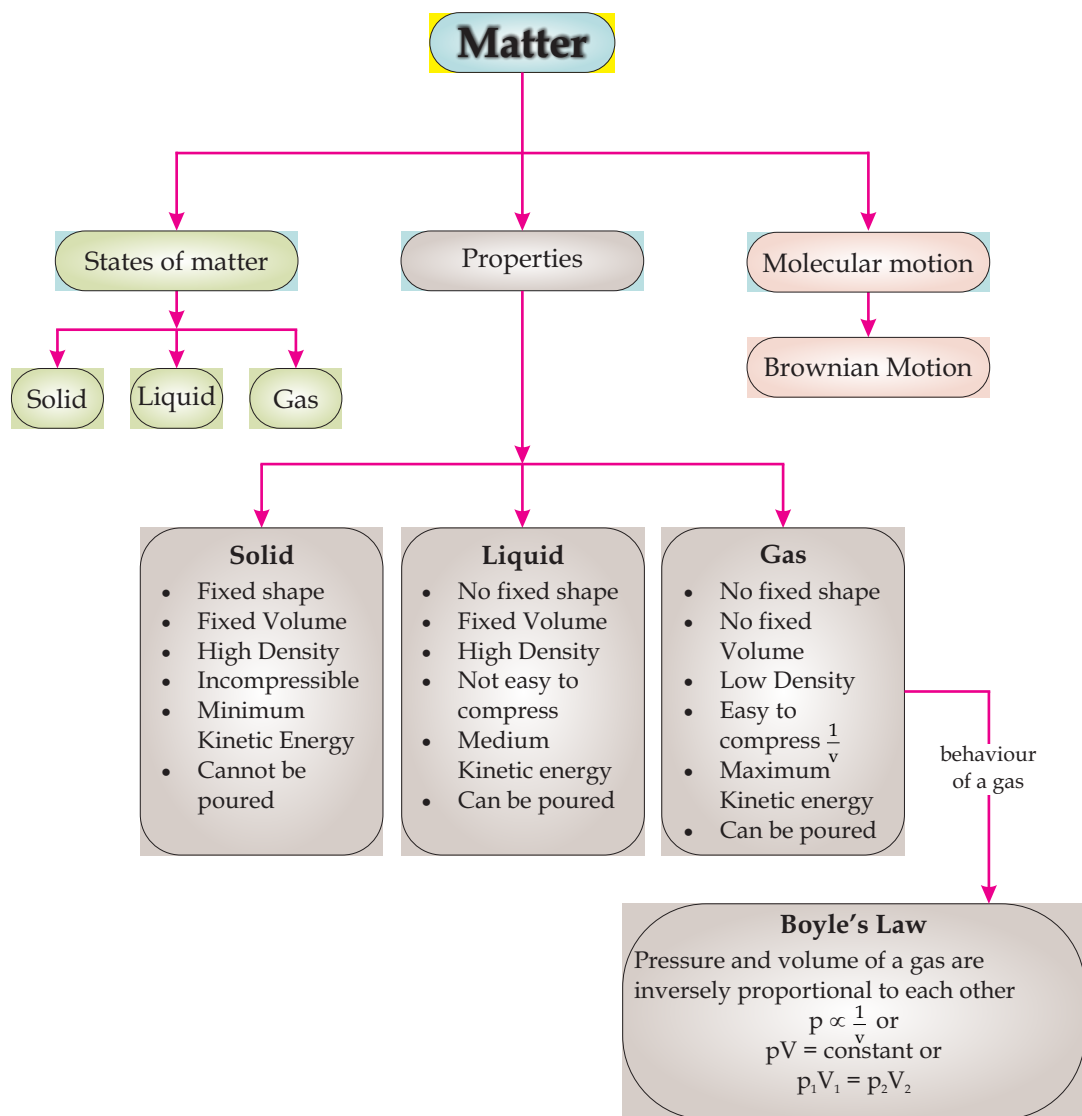 Matter
States of matter
Properties
Molecular motion
Brownian Motion
Solid
Liquid
Gas
Solid
• Fixed shape
• Fixed Volume
• High Density
• Incompressible
• Minimum
Kinetic Energy
• Cannot be
poured
Liquid
• No fixed shape
• Fixed Volume
• High Density
• Not easy to
compress
• Medium
Kinetic energy
• Can be poured
Gas
• No fixed shape
• No fixed
Volume
• Low Density
• Easy to
compress 1/v
• Maximum
Kinetic energy
• Can be poured
behaviour
of a gas
Boyle's Law
Pressure and volume of a gas are
inversely proportional to each other
p ∝ 1/v or
pV = constant or
p₁V₁ = p₂V₂